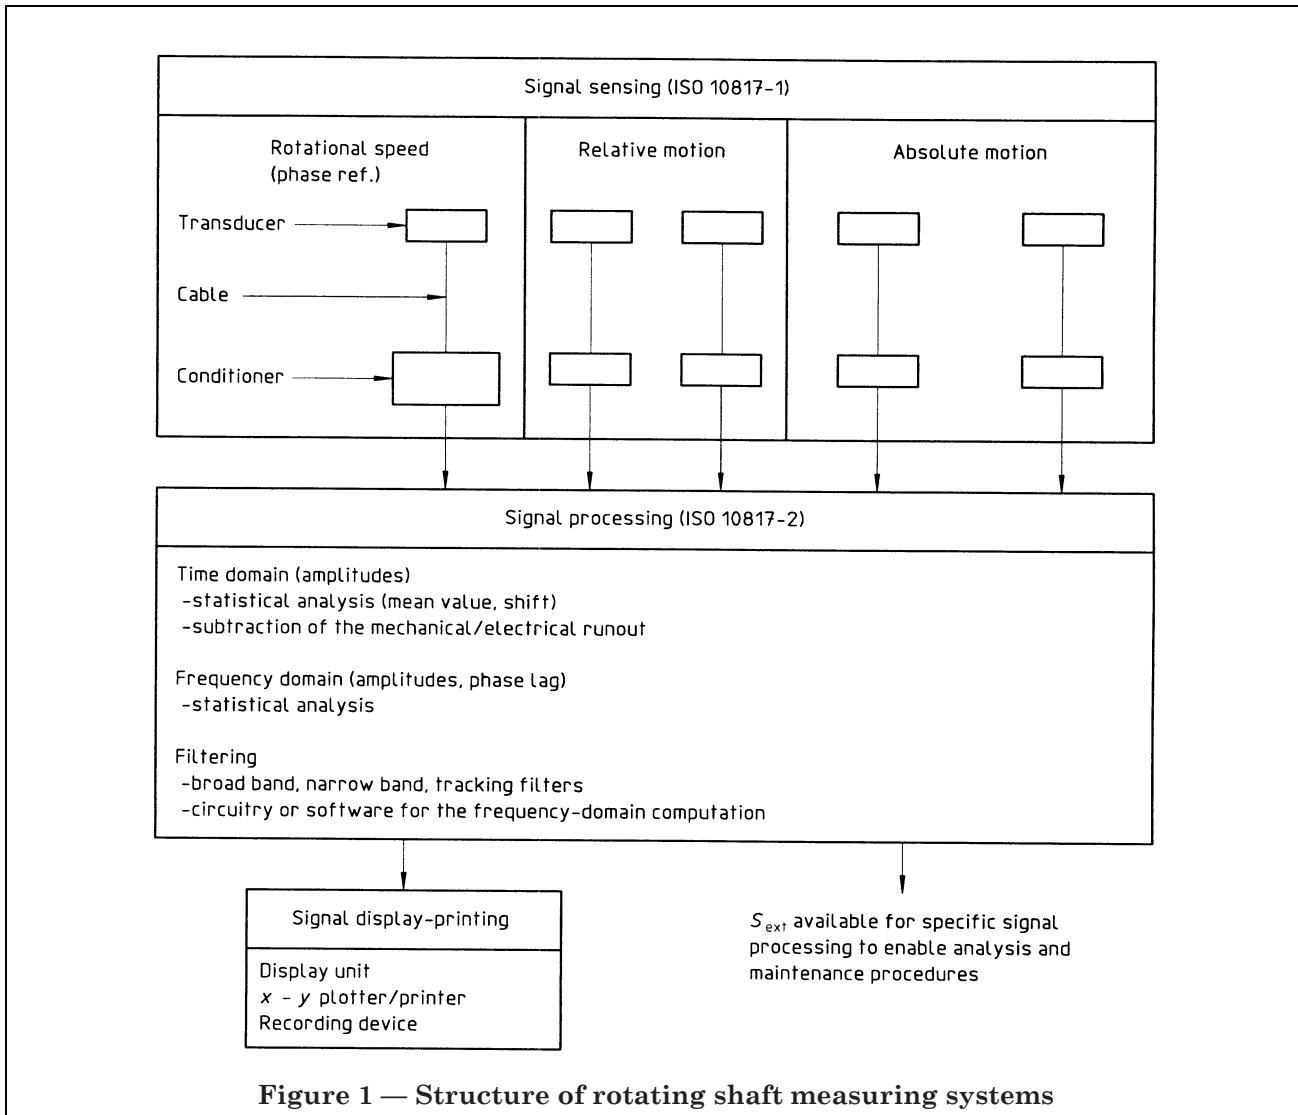 Signal sensing (ISO 10817-1)
Rotational speed
(phase ref.)
Relative motion
Absolute motion
Transducer
Cable
Conditioner
Signal processing (ISO 10817-2)
Time domain (amplitudes)
-statistical analysis (mean value, shift)
-subtraction of the mechanical/electrical runout
Frequency domain (amplitudes, phase lag)
-statistical analysis
Filtering
-broad band, narrow band, tracking filters
-circuitry or software for the frequency-domain computation
Signal display-printing
Display unit
x - y plotter/printer
Recording device
Sext available for specific signal
processing to enable analysis and
maintenance procedures
Figure 1 — Structure of rotating shaft measuring systems